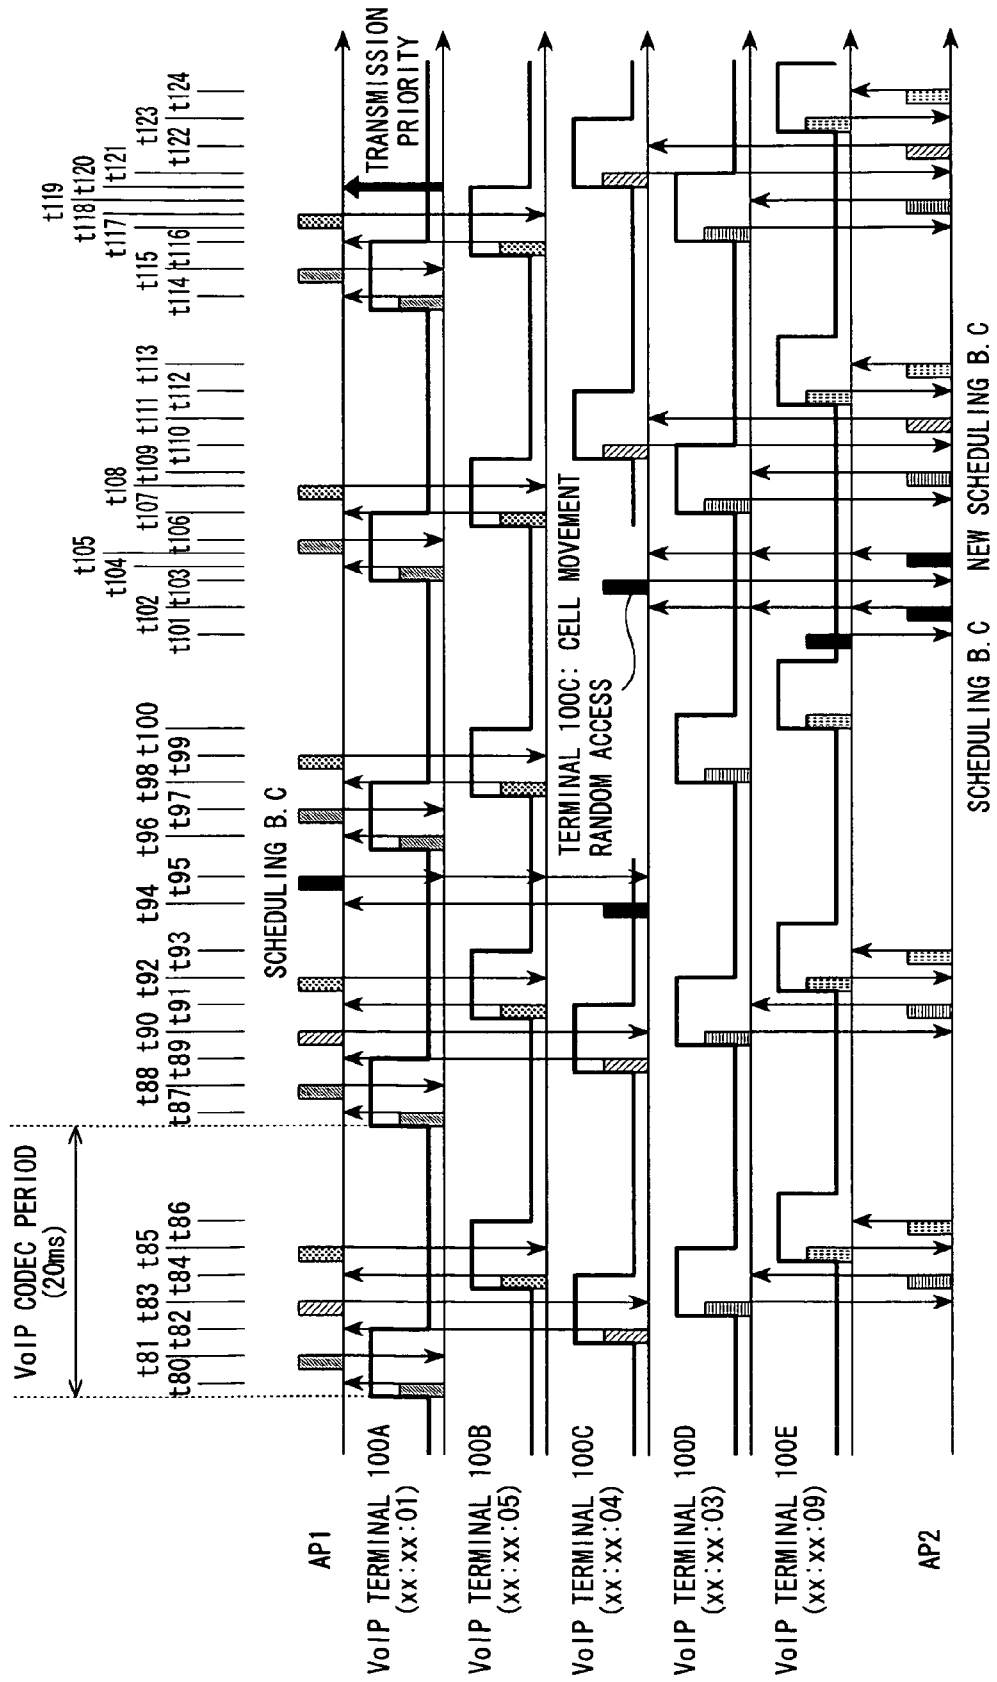 VoIP CODEC PERIOD
(20ms)
t80
t81
t82
t83
t84
t85
t86
t87
t88
t89
t90
t91
t92
t93
t94
t95
t96
t97
t98
t99
t100
t101
t102
t103
t104
t105
t106
t107
t108
t109
t110
t111
t112
t113
t114
t115
t116
t117
t118
t119
t120
t121
t122
t123
t124
SCHEDULING B.C
TRANSMISSION
PRIORITY
AP1
VoIP TERMINAL 100A
(xx:xx:01)
VoIP TERMINAL 100B
(xx:xx:05)
VoIP TERMINAL 100C
(xx:xx:04)
TERMINAL 100C: CELL MOVEMENT
RANDOM ACCESS
VoIP TERMINAL 100D
(xx:xx:03)
VoIP TERMINAL 100E
(xx:xx:09)
AP2
SCHEDULING B.C
NEW SCHEDULING B.C